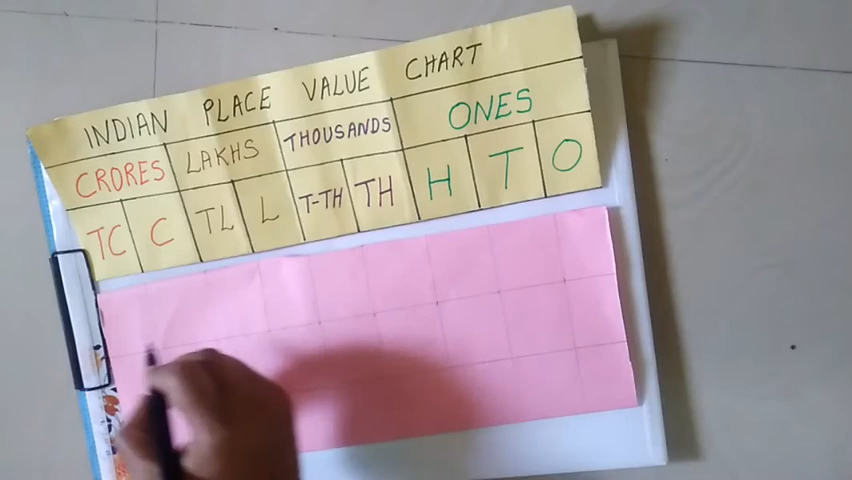 INDIAN PLACE VALUE CHART
CRORES LAKHS THOUSANDS ONES
TC C TL L T-TH TH H T O